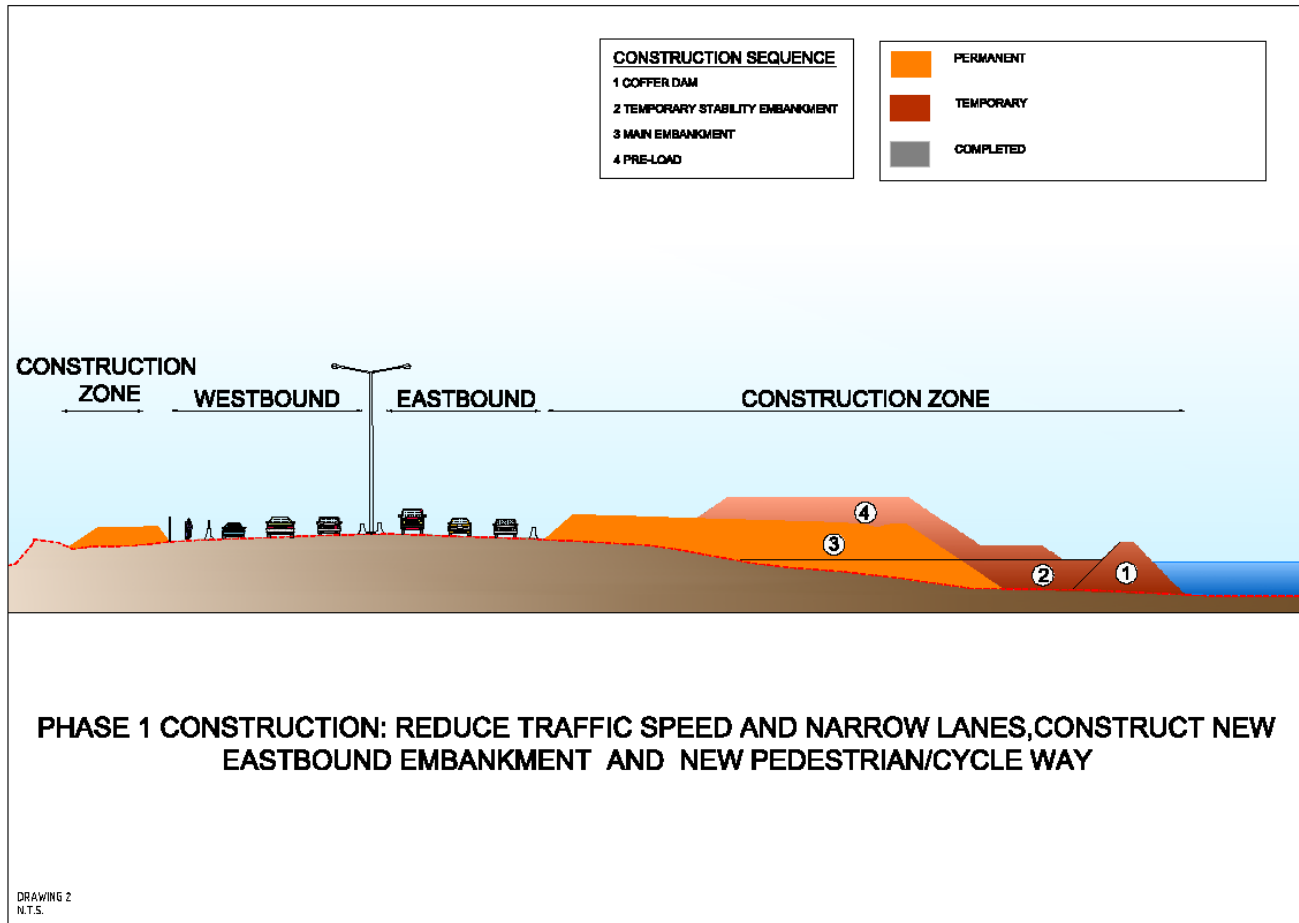 CONSTRUCTION SEQUENCE
1 COFFER DAM
2 TEMPORARY STABILITY EMBANKMENT
3 MAIN EMBANKMENT
4 PRE-LOAD
PERMANENT
TEMPORARY
COMPLETED
CONSTRUCTION
ZONE
WESTBOUND
EASTBOUND
CONSTRUCTION ZONE
4
3
2
1
PHASE 1 CONSTRUCTION: REDUCE TRAFFIC SPEED AND NARROW LANES,CONSTRUCT NEW
EASTBOUND EMBANKMENT AND NEW PEDESTRIAN/CYCLE WAY
DRAWING 2
N.T.S.